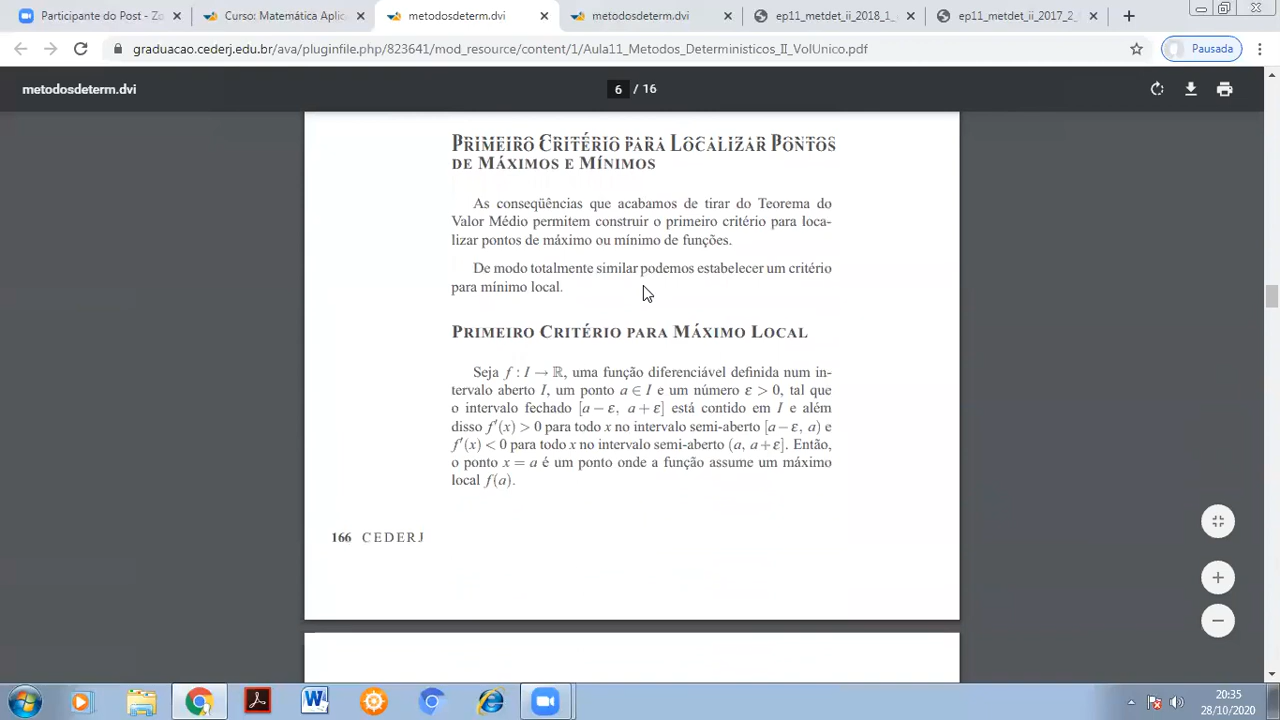 Participante do Post - Zo
Curso: Matemática Aplic
metodosdeterm.dvi
metodosdeterm.dvi
ep11_metdet_ii_2018_1_
ep11_metdet_ii_2017_2_
graduacao.cederj.edu.br/ava/pluginfile.php/823641/mod_resource/content/1/Aula11_Metodos_Deterministicos_II_VolUnico.pdf
Pausada
metodosdeterm.dvi
6 / 16
PRIMEIRO CRITÉRIO PARA LOCALIZAR PONTOS
DE MÁXIMOS E MÍNIMOS
As conseqüências que acabamos de tirar do Teorema do
Valor Médio permitem construir o primeiro critério para loca-
lizar pontos de máximo ou mínimo de funções.
De modo totalmente similar podemos estabelecer um critério
para mínimo local.
PRIMEIRO CRITÉRIO PARA MÁXIMO LOCAL
Seja f : I → ℝ, uma função diferenciável definida num in-
tervalo aberto I, um ponto a ∈ I e um número ε > 0, tal que
o intervalo fechado [a − ε, a + ε] está contido em I e além
disso f′(x) > 0 para todo x no intervalo semi-aberto [a − ε, a) e
f′(x) < 0 para todo x no intervalo semi-aberto (a, a + ε]. Então,
o ponto x = a é um ponto onde a função assume um máximo
local f(a).
166 CEDERJ
20:35
28/10/2020